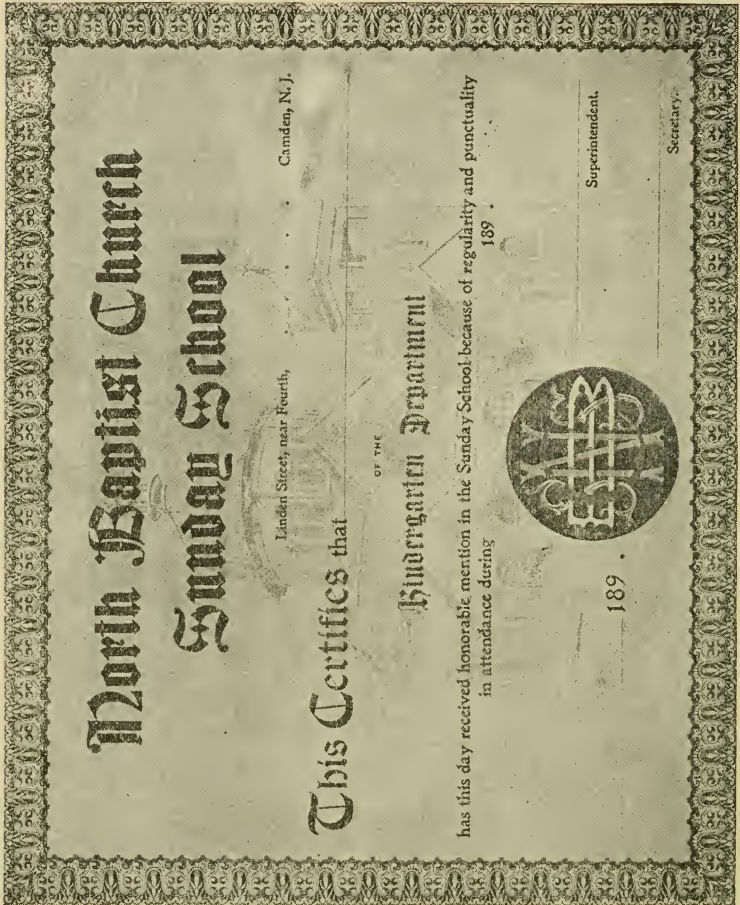 North Baptist Church
Sunday School
Linden Street, near Fourth, . . . . . Camden, N. J.
This Certifies that
OF THE
Kindergarten Department
has this day received honorable mention in the Sunday School because of regularity and punctuality
in attendance during 189 .
189 .
Superintendent.
Secretary.